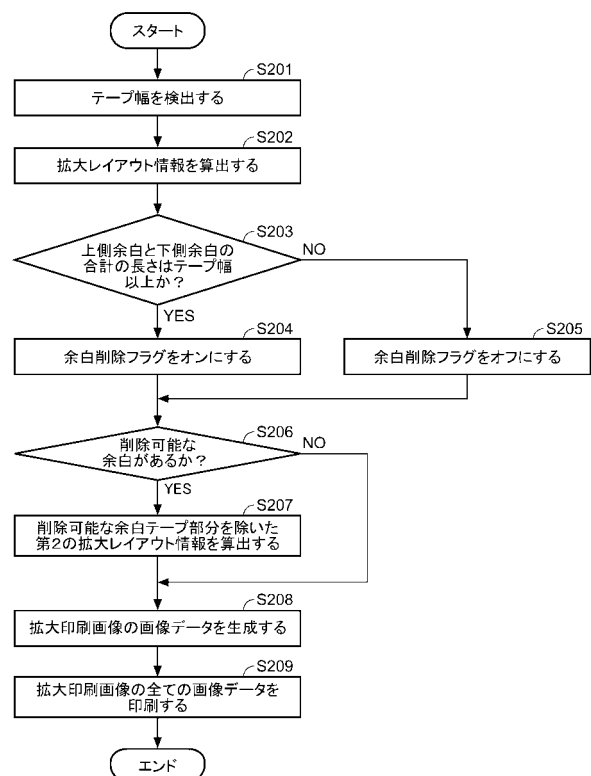 スタート
S201
テープ幅を検出する
S202
拡大レイアウト情報を算出する
S203
上側余白と下側余白の
合計の長さはテープ幅
以上か？
NO
YES
S204
余白削除フラグをオンにする
S205
余白削除フラグをオフにする
S206
削除可能な
余白があるか？
NO
YES
S207
削除可能な余白テープ部分を除いた
第２の拡大レイアウト情報を算出する
S208
拡大印刷画像の画像データを生成する
S209
拡大印刷画像の全ての画像データを
印刷する
エンド